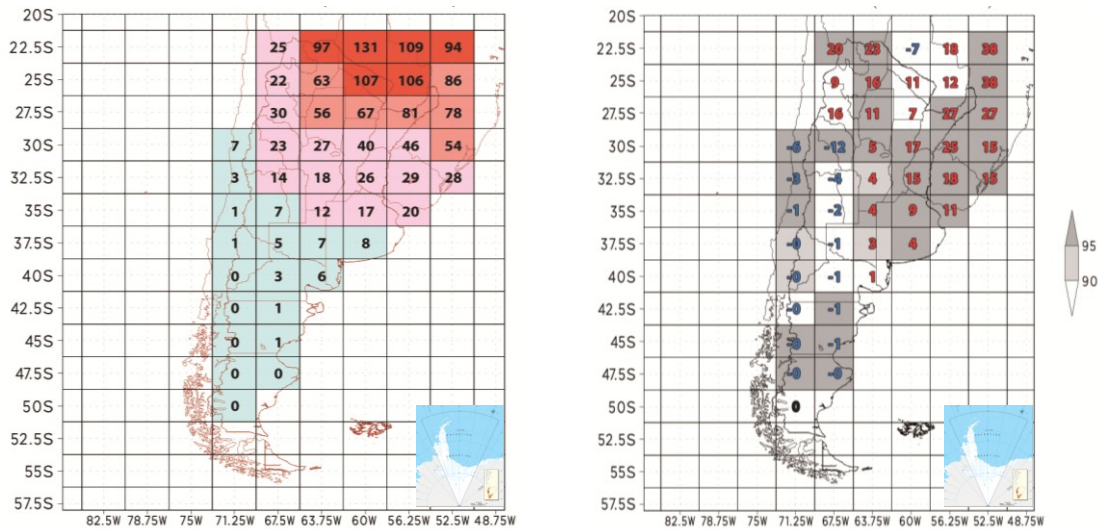 20S
22.5S 25 97 131 109 94
25S 22 63 107 106 86
27.5S 30 56 67 81 78
30S 7 23 27 40 46 54
32.5S 3 14 18 26 29 28
35S 1 7 12 17 20
37.5S 1 5 7 8
40S 0 3 6
42.5S 0 1
45S 0 1
47.5S 0 0
50S 0
52.5S
55S
57.5S
82.5W 78.75W 75W 71.25W 67.5W 63.75W 60W 56.25W 52.5W 48.75W
20S
22.5S 20 23 -7 18 38
25S 9 16 11 12 38
27.5S 16 11 7 27 27
30S -6 -12 5 17 25 15
32.5S -3 -4 4 15 18 15
35S -1 -2 4 9 11
37.5S -0 -1 3 4
40S -0 -1 1
42.5S -0 -1
45S -0 -1
47.5S -0 -0
50S 0
52.5S
55S
57.5S
82.5W 78.75W 75W 71.25W 67.5W 63.75W 60W 56.25W 52.5W 48.75W
95
90